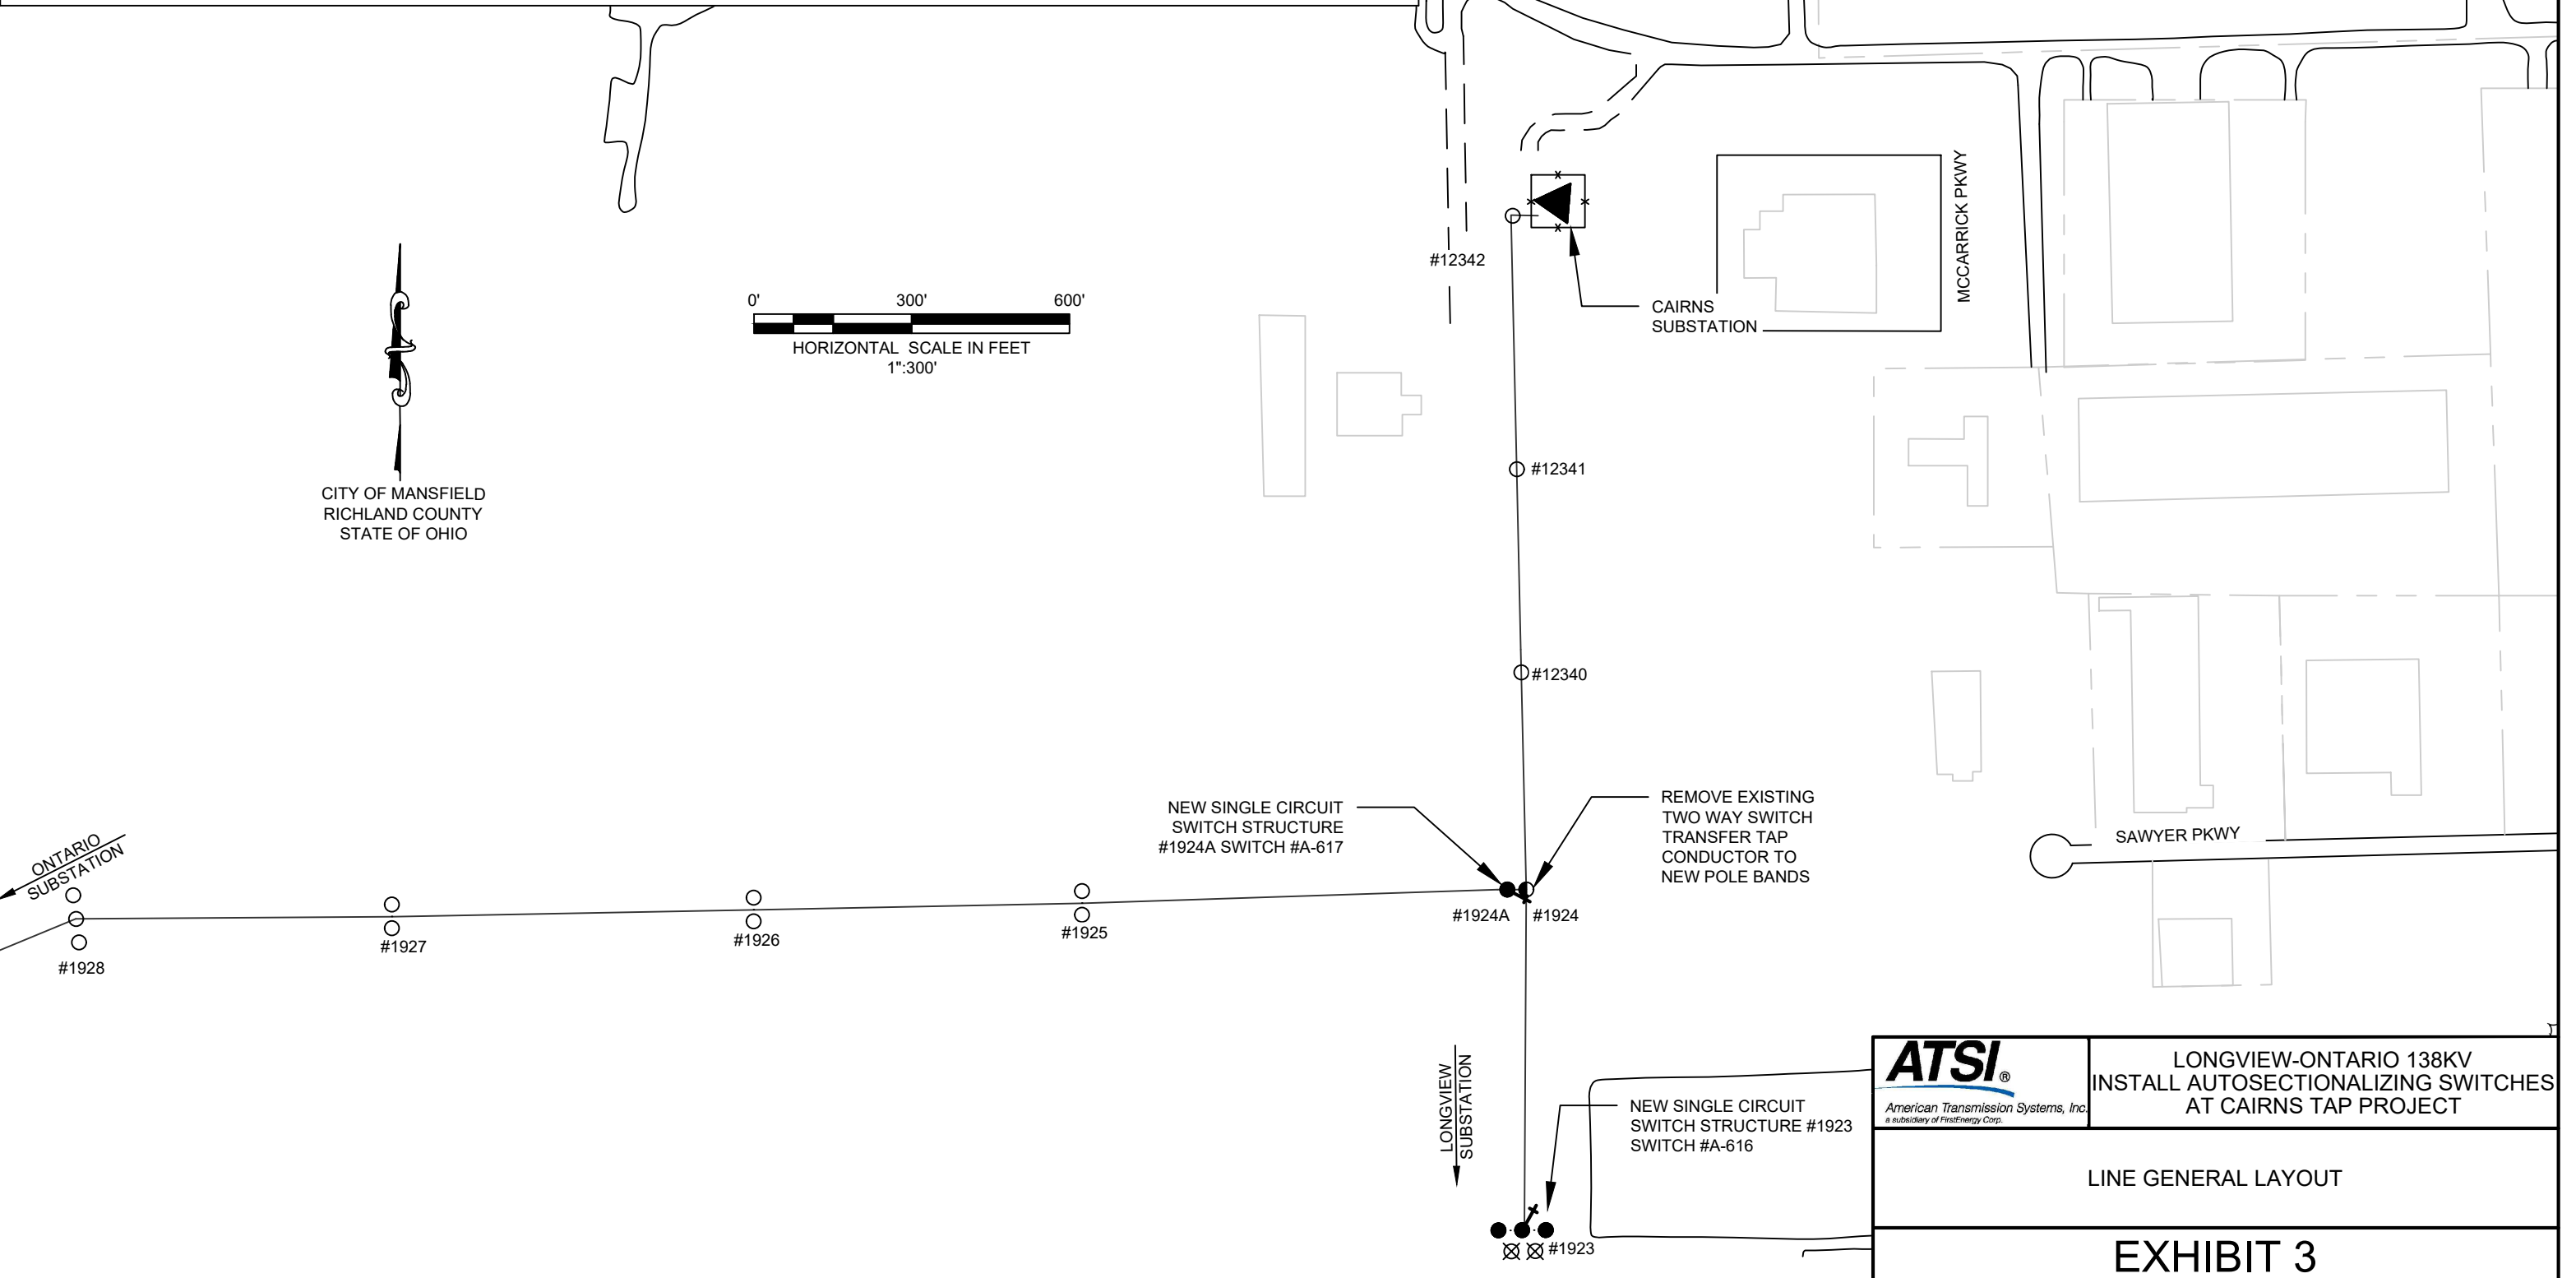 #12342
MCCARRICK PKWY
0' 300' 600'
HORIZONTAL SCALE IN FEET
1":300'
CAIRNS
SUBSTATION
CITY OF MANSFIELD
RICHLAND COUNTY
STATE OF OHIO
#12341
#12340
NEW SINGLE CIRCUIT
SWITCH STRUCTURE
#1924A SWITCH #A-617
REMOVE EXISTING
TWO WAY SWITCH
TRANSFER TAP
CONDUCTOR TO
NEW POLE BANDS
SAWYER PKWY
ONTARIO
SUBSTATION
#1928
#1927
#1926
#1925
#1924A
#1924
LONGVIEW
SUBSTATION
NEW SINGLE CIRCUIT
SWITCH STRUCTURE #1923
SWITCH #A-616
#1923
ATSI®
American Transmission Systems, Inc.
a subsidiary of FirstEnergy Corp.
LONGVIEW-ONTARIO 138KV
INSTALL AUTOSECTIONALIZING SWITCHES
AT CAIRNS TAP PROJECT
LINE GENERAL LAYOUT
EXHIBIT 3